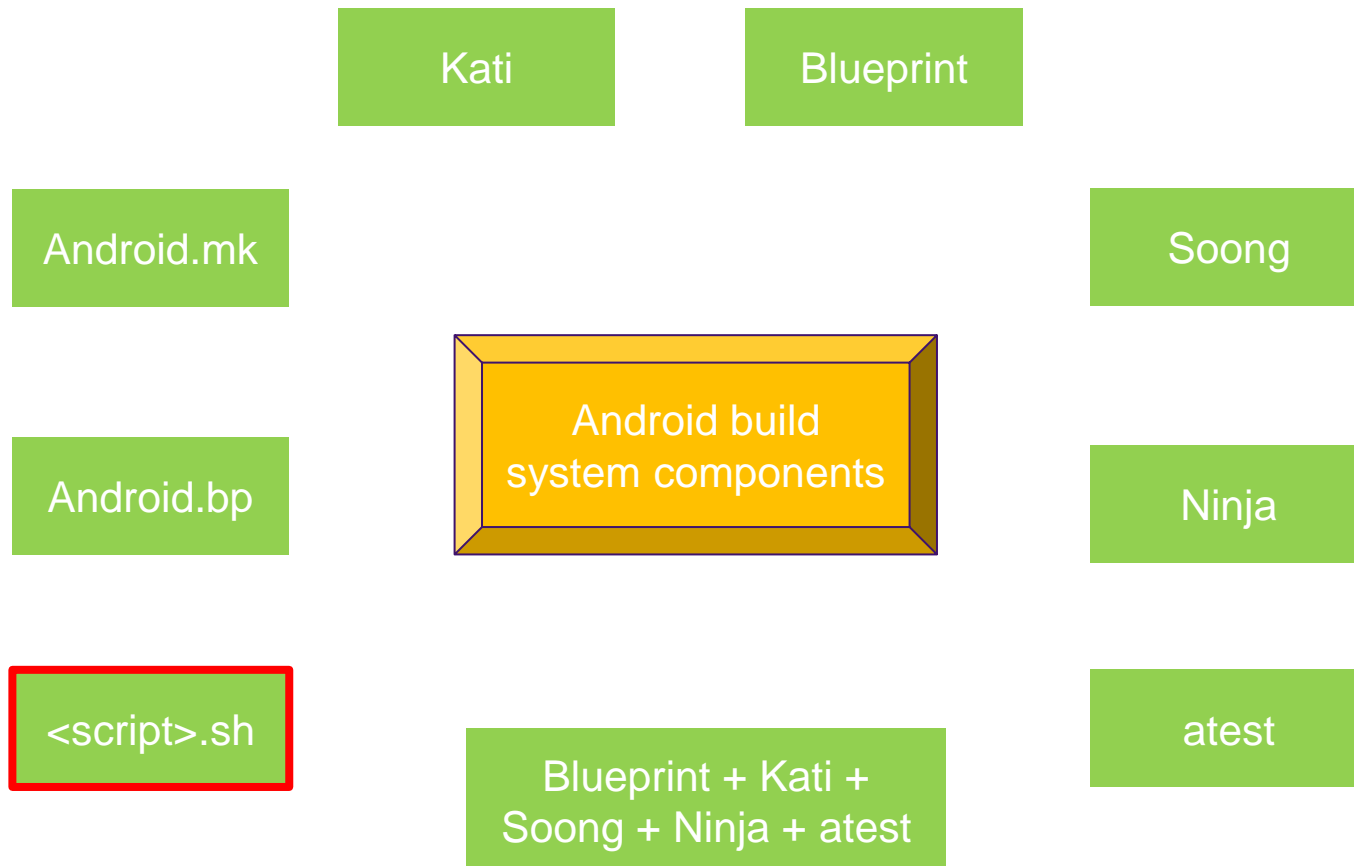 Kati
Blueprint
Android.mk
Soong
Android build
system components
Android.bp
Ninja
<script>.sh
atest
Blueprint + Kati +
Soong + Ninja + atest